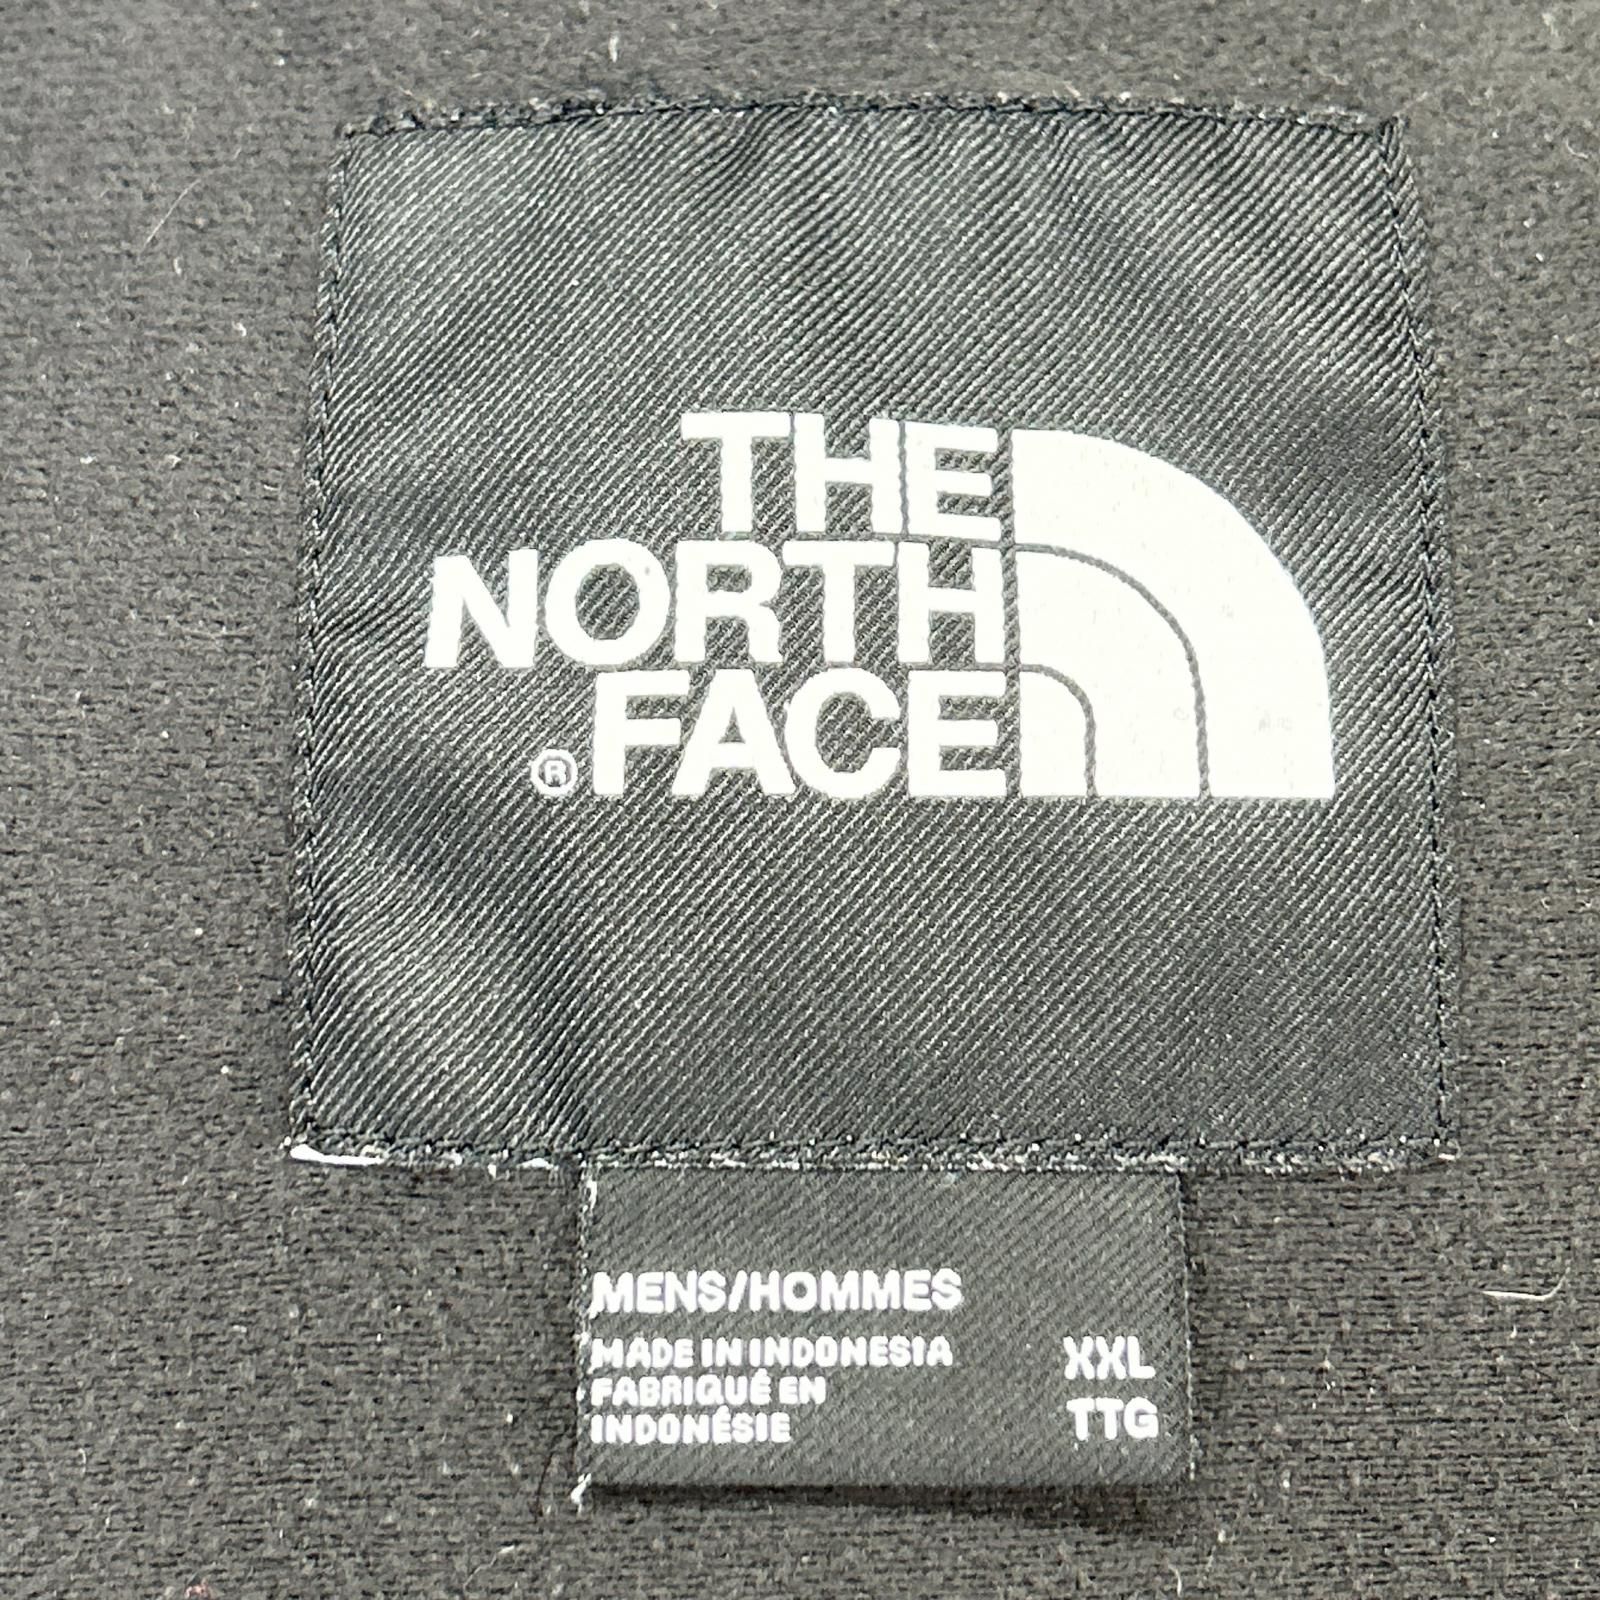 THE
NORTH
®FACE
MENS/HOMMES
MADE IN INDONESIA
FABRIQUÉ EN
INDONÉSIE
XXL
TTG